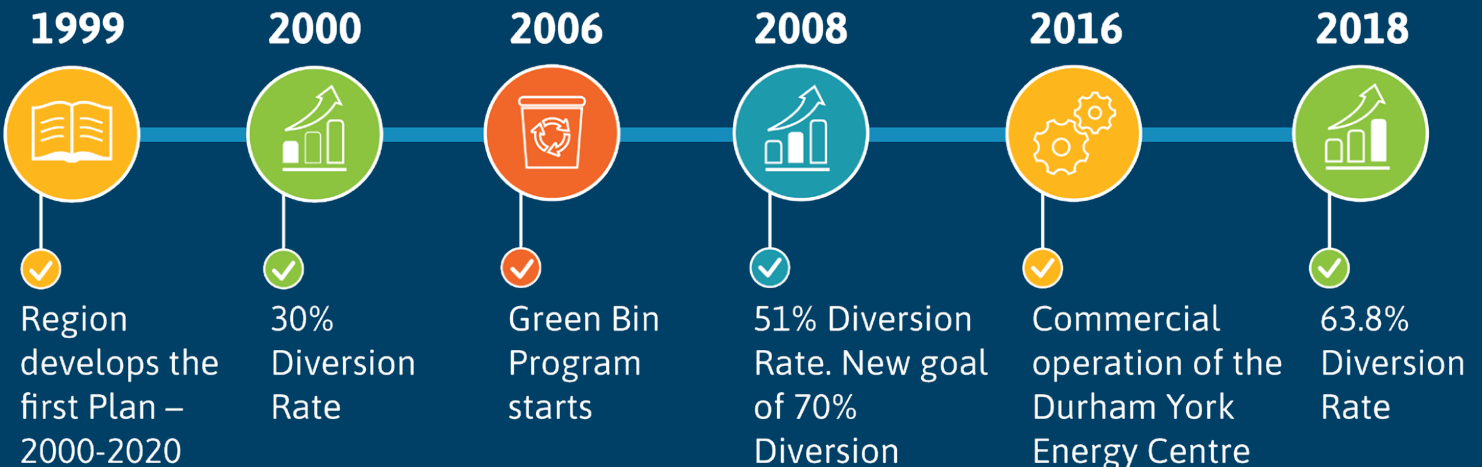 1999
Region
develops the
first Plan –
2000-2020
2000
30%
Diversion
Rate
2006
Green Bin
Program
starts
2008
51% Diversion
Rate. New goal
of 70%
Diversion
2016
Commercial
operation of the
Durham York
Energy Centre
2018
63.8%
Diversion
Rate